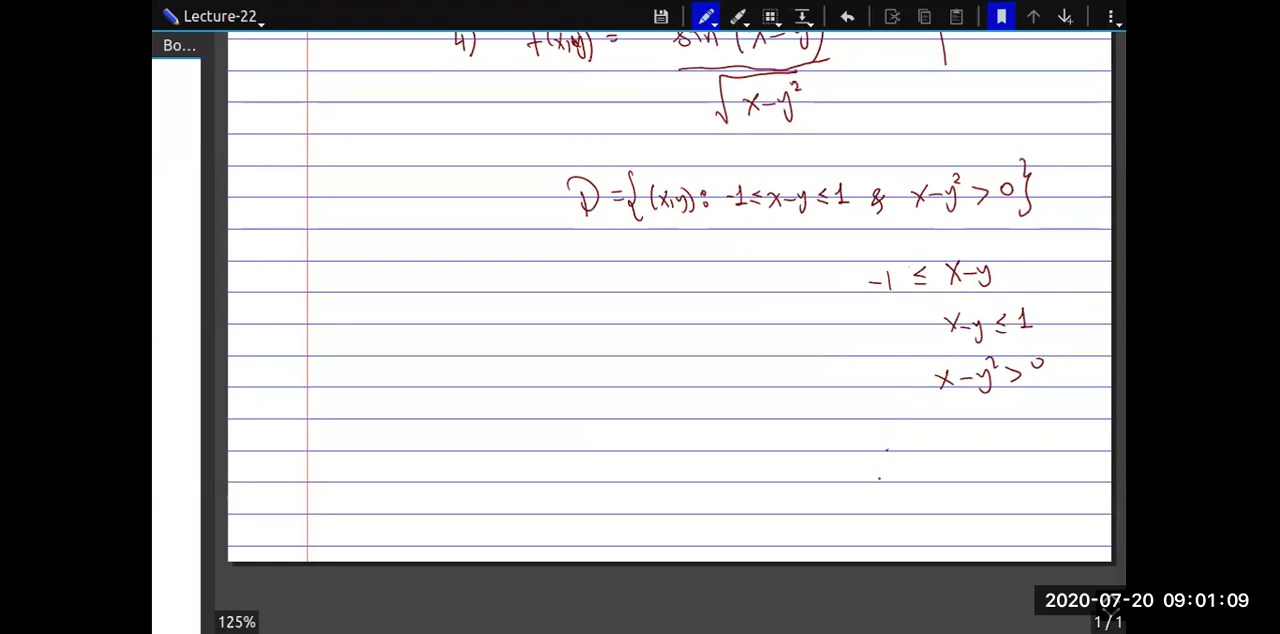 Lecture-22
Bo...
4) f(x,y) = sin (x-y)
√x-y²
D = {(x,y): -1 ≤ x-y ≤ 1 & x-y² > 0}
-1 ≤ x-y
x-y ≤ 1
x-y² > 0
2020-07-20 09:01:09
125%
1 / 1